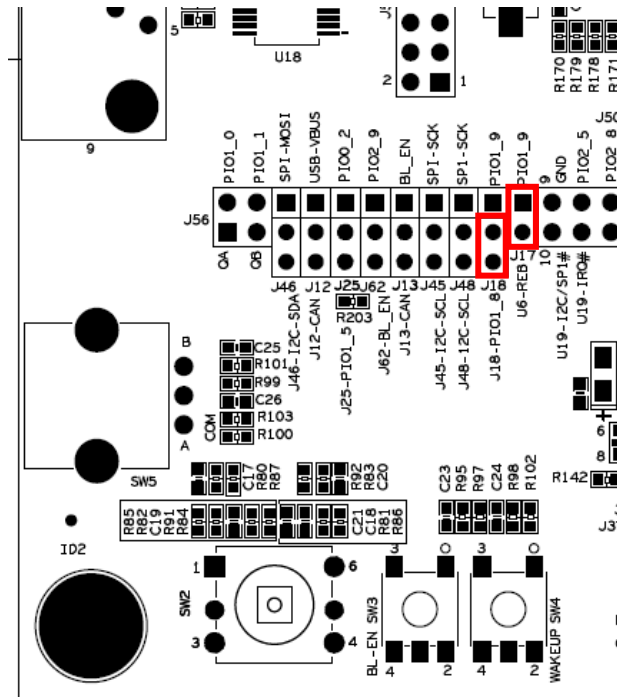 5
U18
2
1
R170
R179
R178
R171
9
J50
PIO1_0
PIO1_1
SPI-MOSI
USB-VBUS
PIO0_2
PIO2_9
BL_EN
SPI-SCK
SP1-SCK
PIO1_9
PIO1_9
9
GND
PIO2_5
PIO2_8
J56
QA
QB
J46
J12
J25
J62
J13
J45
J48
J18
J17
10
R203
J46-I2C-SDA
J12-CAN
J25-PIO1_5
J62-BL_EN
J13-CAN
J45-I2C-SCL
J48-I2C-SCL
J18-PIO1_8
U6-REB
U19-I2C/SP1#
U19-IRQ#
B
A
COM
C25
R101
R99
C26
R103
R100
SW5
+
6
8
R142
C17
R80
R87
R92
R83
C20
C23
R95
R97
C24
R98
R102
R85
R82
C19
R91
R84
C21
C18
R81
R86
J3
ID2
1
6
SW2
3
4
3
O
BL-EN SW3
4
2
3
O
WAKEUP SW4
4
2